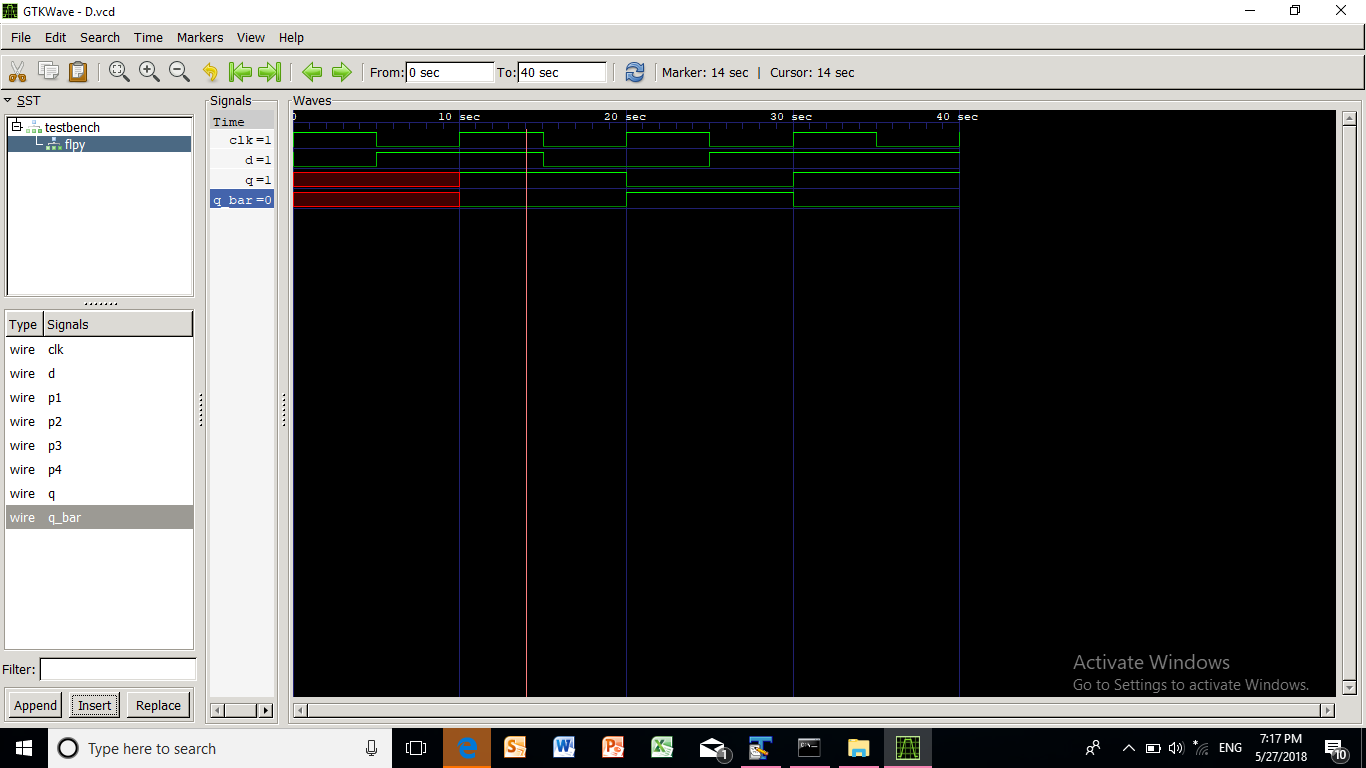 GTKWave - D.vcd
File Edit Search Time Markers View Help
From: 0 sec To: 40 sec Marker: 14 sec | Cursor: 14 sec
SST
testbench
flpy
Type Signals
wire clk
wire d
wire p1
wire p2
wire p3
wire p4
wire q
wire q_bar
Filter:
Append Insert Replace
Signals
Time
clk=1
d=1
q=1
q_bar=0
Waves
0 10 sec 20 sec 30 sec 40 sec
Activate Windows
Go to Settings to activate Windows.
Type here to search
1
ENG
7:17 PM
5/27/2018
10